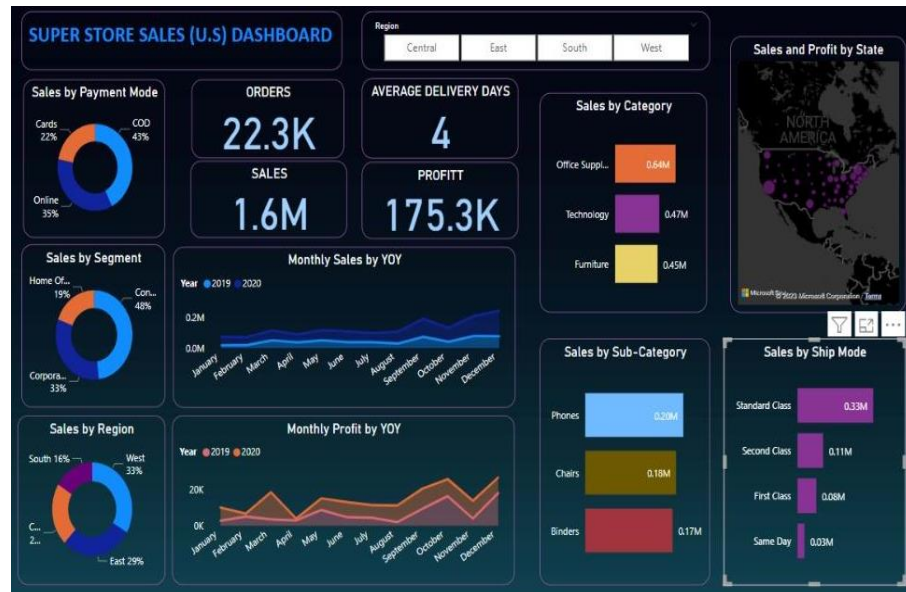 SUPER STORE SALES (U.S) DASHBOARD
Region
Central East South West
Sales by Payment Mode
Cards
22%
COD
43%
Online
35%
ORDERS
22.3K
AVERAGE DELIVERY DAYS
4
SALES
1.6M
PROFITT
175.3K
Sales by Category
Office Suppl... 0.64M
Technology 0.47M
Furniture 0.45M
Sales and Profit by State
NORTH
AMERICA
© 2023 Microsoft Corporation Terms
Sales by Segment
Home Of...
19%
Con...
48%
Corpora...
33%
Monthly Sales by YOY
Year 2019 2020
0.2M
0.0M
January February March April May June July August September October November December
Sales by Sub-Category
Phones 0.20M
Chairs 0.18M
Binders 0.17M
Sales by Ship Mode
Standard Class 0.33M
Second Class 0.11M
First Class 0.08M
Same Day 0.03M
Sales by Region
South 16%
West
33%
C...
2...
East 29%
Monthly Profit by YOY
Year 2019 2020
20K
0K
January February March April May June July August September October November December